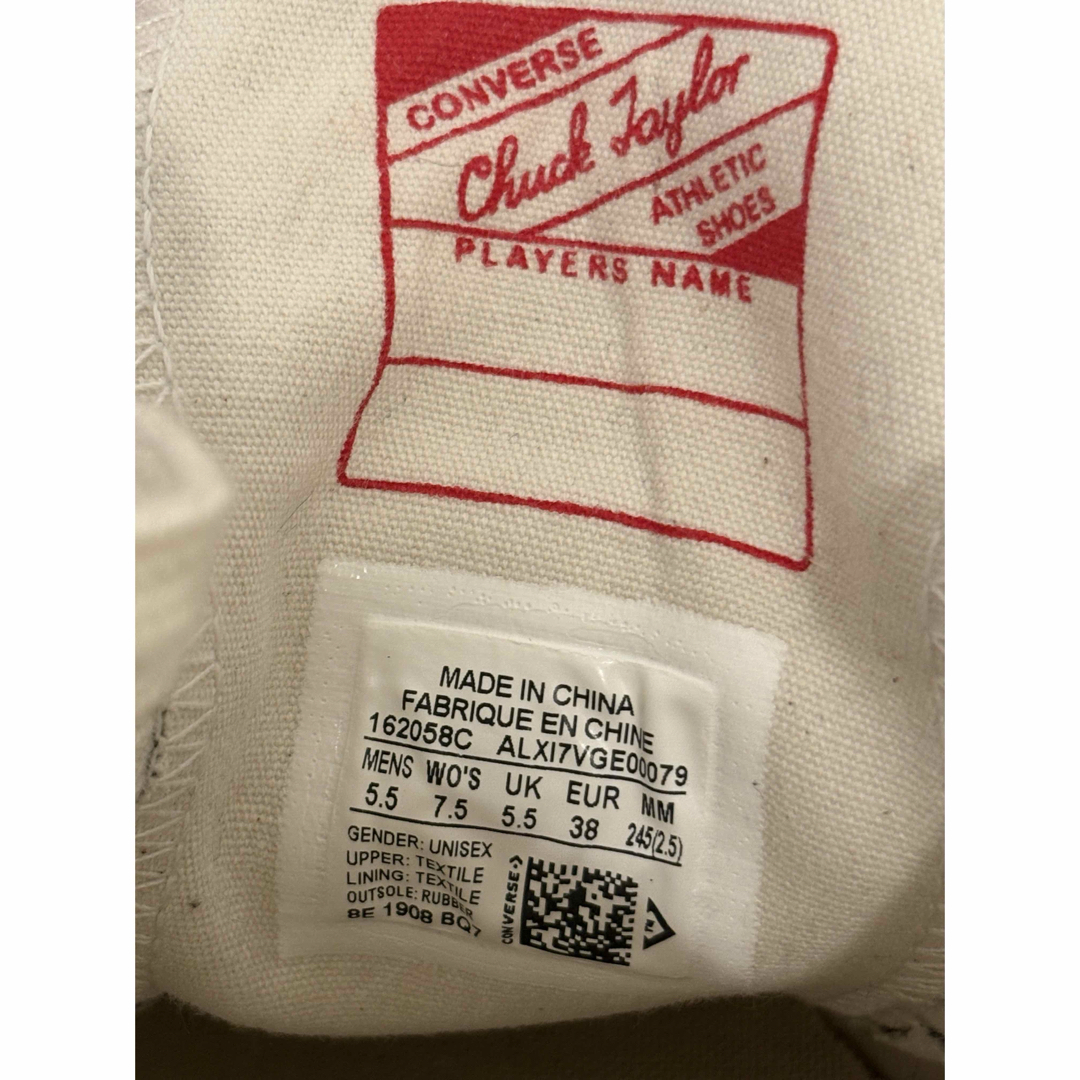 CONVERSE
Chuck Taylor
ATHLETIC
SHOES
PLAYERS NAME
MADE IN CHINA
FABRIQUE EN CHINE
162058C ALXI7VGE00079
MENS WO'S UK EUR MM
5.5 7.5 5.5 38 245(2.5)
GENDER: UNISEX
UPPER: TEXTILE
LINING: TEXTILE
OUTSOLE: RUBBER
8E 1908 BQ7
CONVERSE